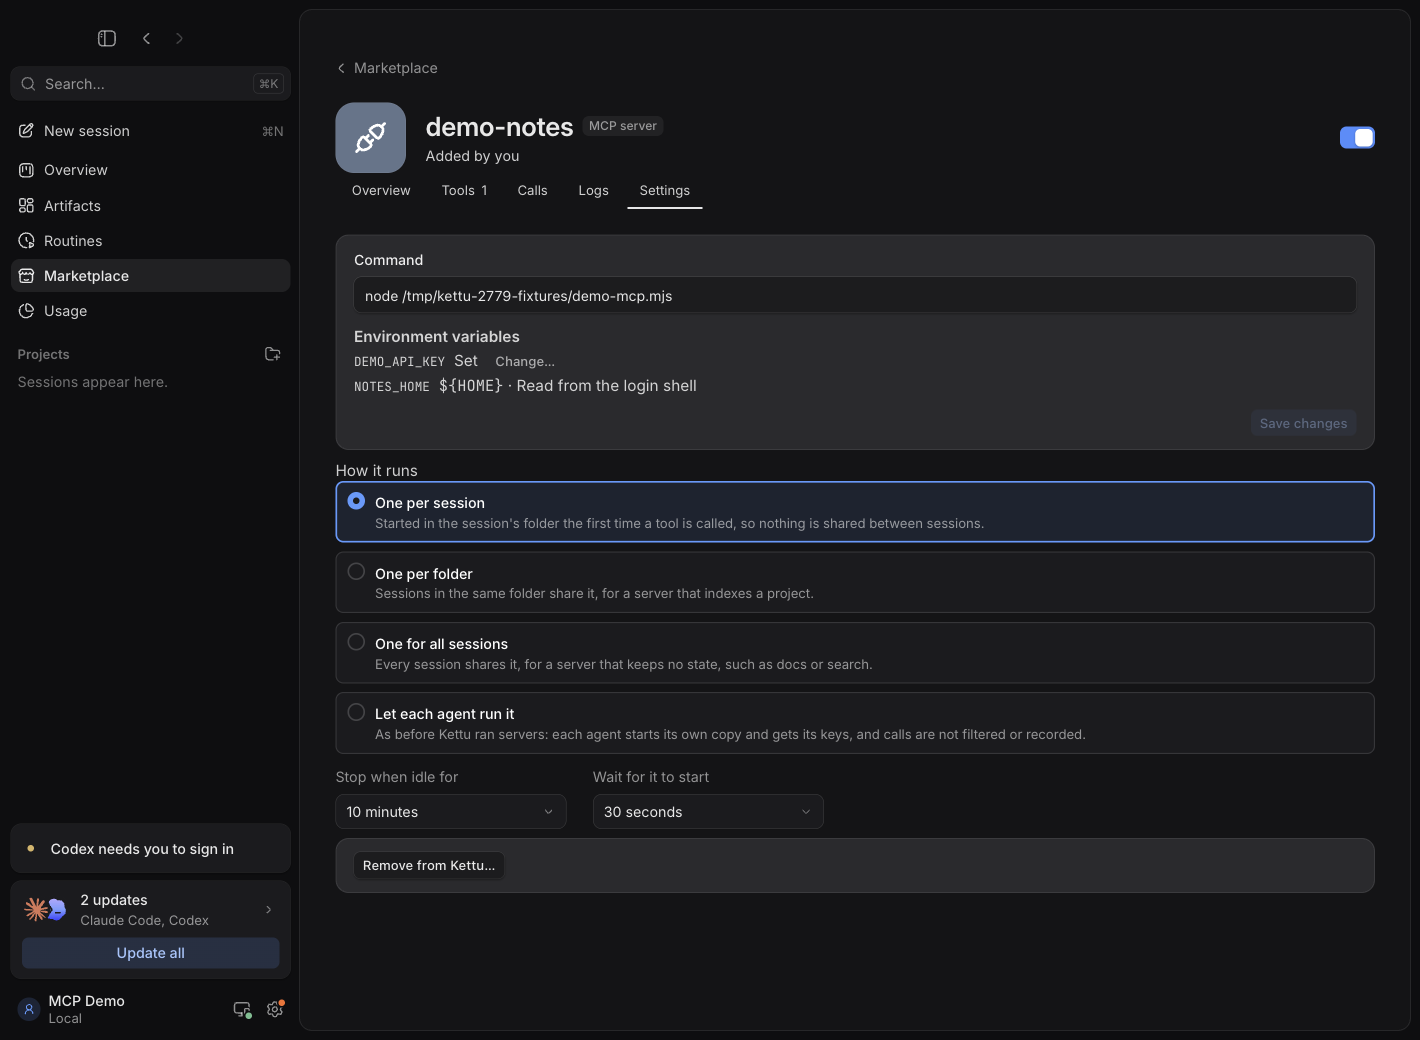 Search...
⌘K
New session
⌘N
Overview
Artifacts
Routines
Marketplace
Usage
Projects
Sessions appear here.
Codex needs you to sign in
2 updates
Claude Code, Codex
Update all
MCP Demo
Local
Marketplace
demo-notes MCP server
Added by you
Overview Tools 1 Calls Logs Settings
Command
node /tmp/kettu-2779-fixtures/demo-mcp.mjs
Environment variables
DEMO_API_KEY Set Change...
NOTES_HOME ${HOME} · Read from the login shell
Save changes
How it runs
One per session
Started in the session's folder the first time a tool is called, so nothing is shared between sessions.
One per folder
Sessions in the same folder share it, for a server that indexes a project.
One for all sessions
Every session shares it, for a server that keeps no state, such as docs or search.
Let each agent run it
As before Kettu ran servers: each agent starts its own copy and gets its keys, and calls are not filtered or recorded.
Stop when idle for Wait for it to start
10 minutes 30 seconds
Remove from Kettu...